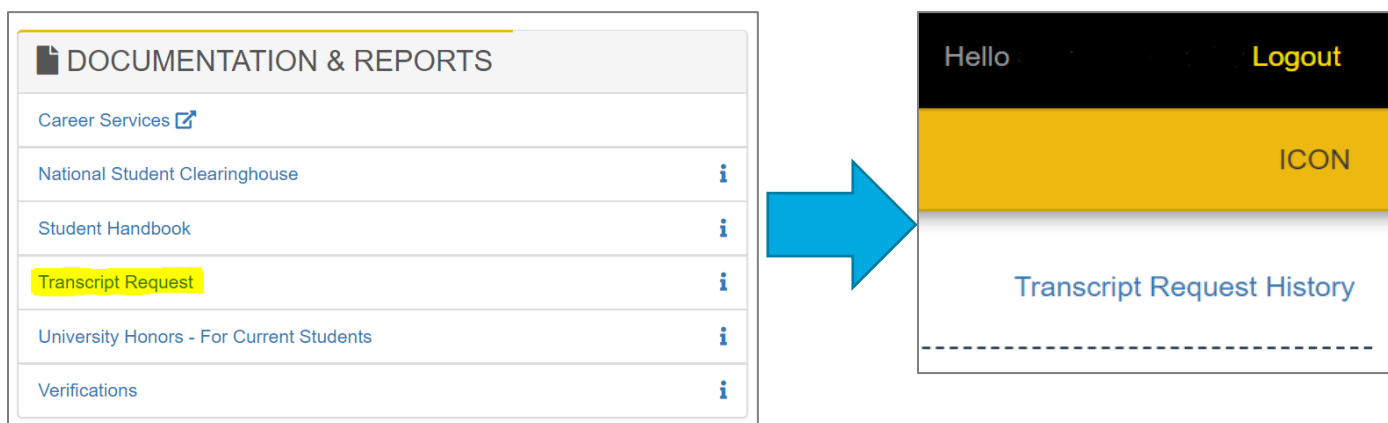 DOCUMENTATION & REPORTS
Career Services
National Student Clearinghouse
Student Handbook
Transcript Request
University Honors - For Current Students
Verifications
Hello Logout
ICON
Transcript Request History